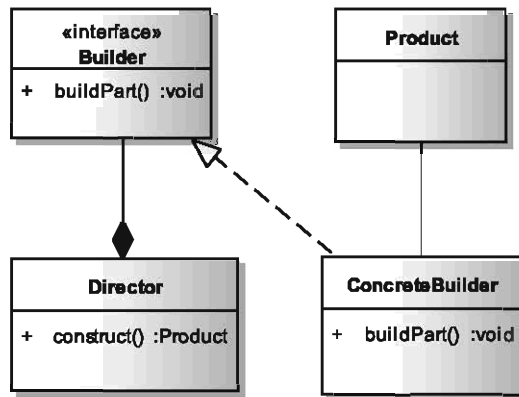 «interface»
Builder
+ buildPart() :void
Product
Director
+ construct() :Product
ConcreteBuilder
+ buildPart() :void